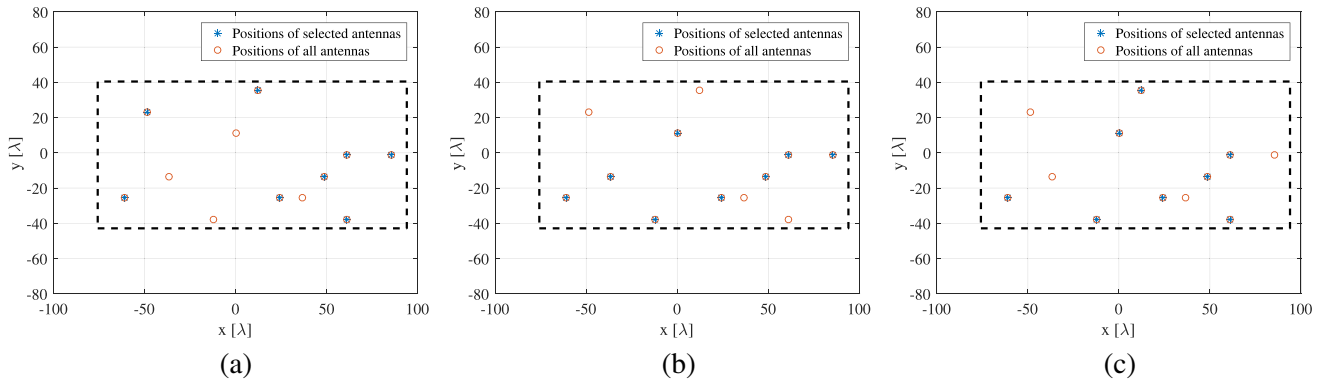 80
60
40
20
0
-20
-40
-60
-80
y [λ]
-100
-50
0
50
100
x [λ]
Positions of selected antennas
Positions of all antennas
(a)
80
60
40
20
0
-20
-40
-60
-80
y [λ]
-100
-50
0
50
100
x [λ]
Positions of selected antennas
Positions of all antennas
(b)
80
60
40
20
0
-20
-40
-60
-80
y [λ]
-100
-50
0
50
100
x [λ]
Positions of selected antennas
Positions of all antennas
(c)